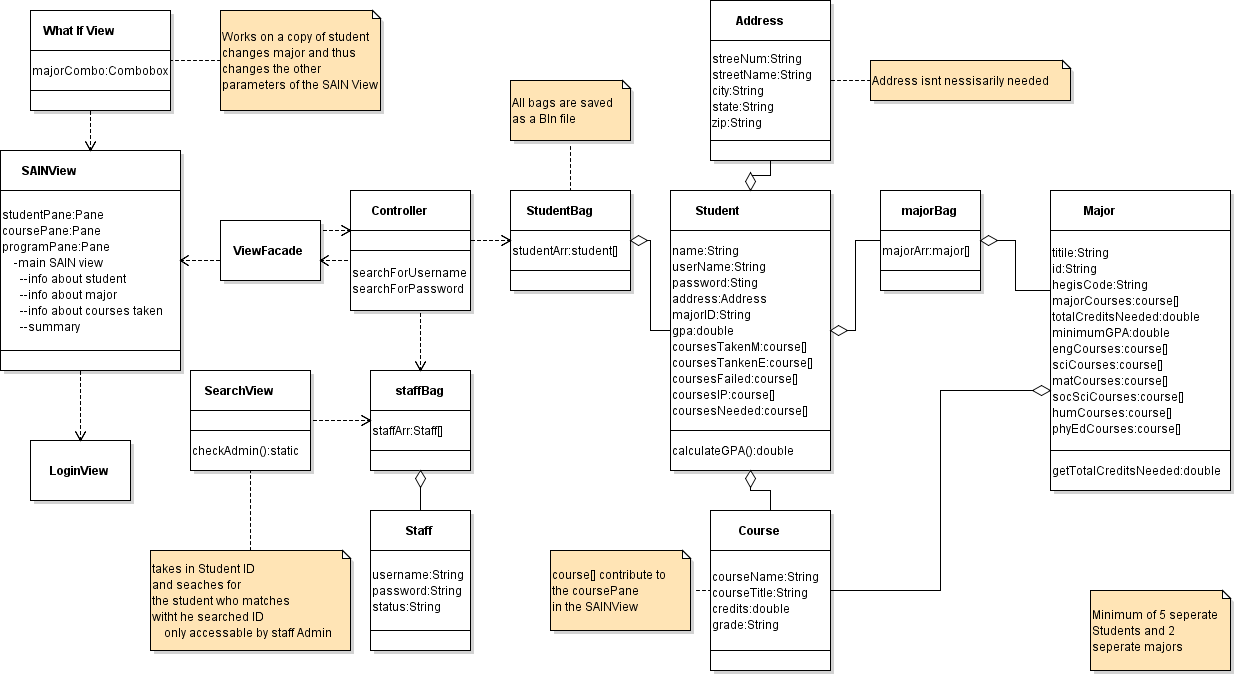 What If View
majorCombo:Combobox
Works on a copy of student
changes major and thus
changes the other
parameters of the SAIN View
Address
streeNum:String
streetName:String
city:String
state:String
zip:String
Address isnt nessisarily needed
All bags are saved
as a BIn file
SAINView
studentPane:Pane
coursePane:Pane
programPane:Pane
-main SAIN view
--info about student
--info about major
--info about courses taken
--summary
ViewFacade
Controller
searchForUsername
searchForPassword
StudentBag
studentArr:student[]
Student
name:String
userName:String
password:Sting
address:Address
majorID:String
gpa:double
coursesTakenM:course[]
coursesTankenE:course[]
coursesFailed:course[]
coursesIP:course[]
coursesNeeded:course[]
calculateGPA():double
majorBag
majorArr:major[]
Major
titile:String
id:String
hegisCode:String
majorCourses:course[]
totalCreditsNeeded:double
minimumGPA:double
engCourses:course[]
sciCourses:course[]
matCourses:course[]
socSciCourses:course[]
humCourses:course[]
phyEdCourses:course[]
getTotalCreditsNeeded:double
SearchView
checkAdmin():static
staffBag
staffArr:Staff[]
LoginView
Staff
username:String
password:String
status:String
takes in Student ID
and seaches for
the student who matches
witht he searched ID
only accessable by staff Admin
course[] contribute to
the coursePane
in the SAINView
Course
courseName:String
courseTitle:String
credits:double
grade:String
Minimum of 5 seperate
Students and 2
seperate majors